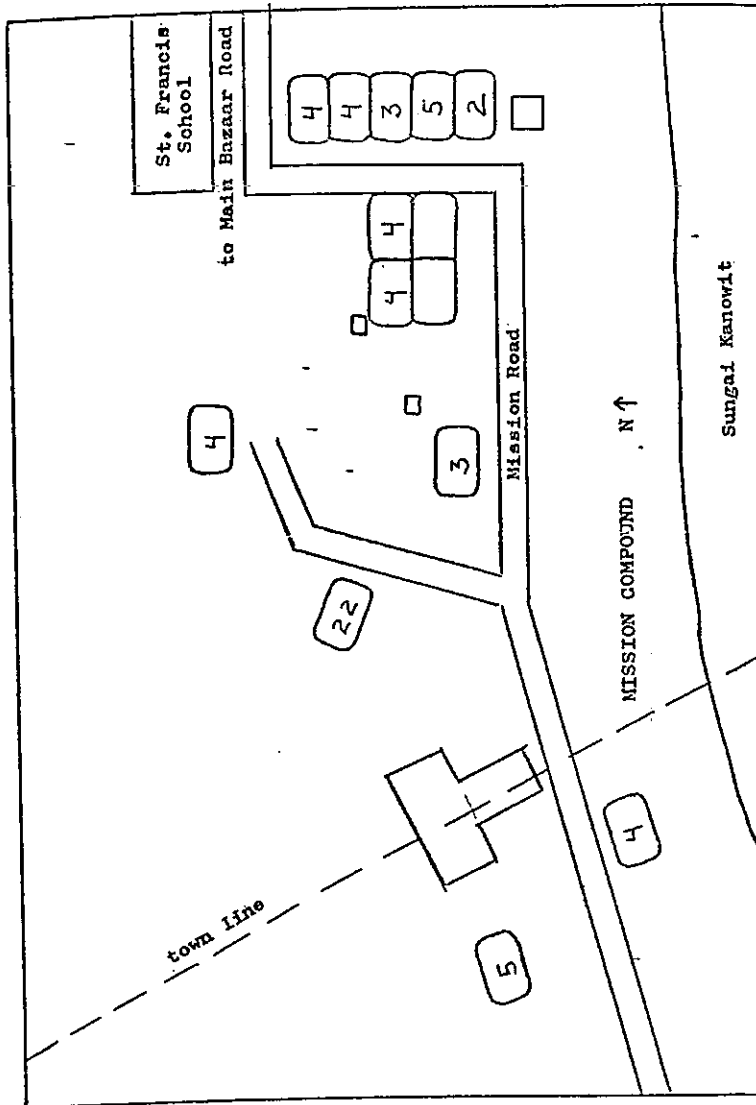 St. Francis
School
to Main Bazaar Road
4
4
3
5
2
4
4
4
3
Mission Road
22
MISSION COMPOUND N↑
Sungai Kanowit
town line
4
5